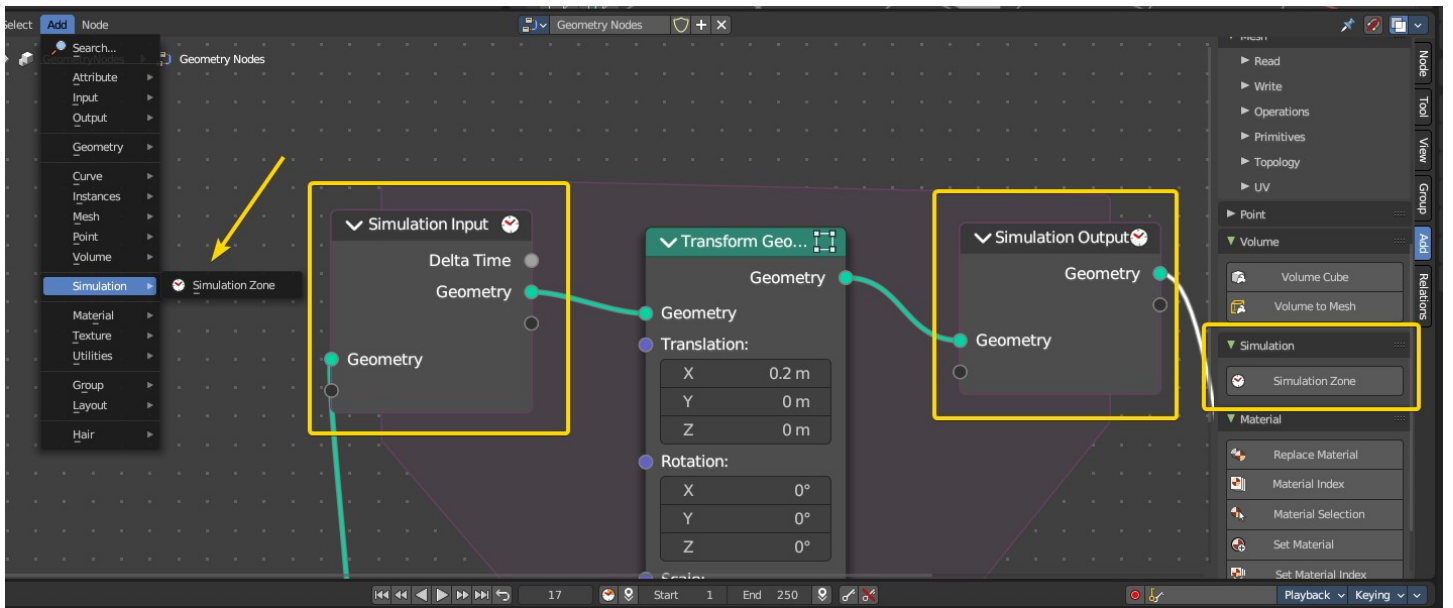 Select Add Node
Geometry Nodes
Search...
GeometryNodes
Geometry Nodes
Attribute
Input
Output
Geometry
Curve
Instances
Mesh
Point
Volume
Simulation
Simulation Zone
Material
Texture
Utilities
Group
Layout
Hair
Simulation Input
Delta Time
Geometry
Geometry
Transform Geo...
Geometry
Geometry
Translation:
X 0.2 m
Y 0 m
Z 0 m
Rotation:
X 0°
Y 0°
Z 0°
Scale:
Simulation Output
Geometry
Geometry
Mesh
Read
Write
Operations
Primitives
Topology
UV
Point
Volume
Volume Cube
Volume to Mesh
Simulation
Simulation Zone
Material
Replace Material
Material Index
Material Selection
Set Material
Set Material Index
Node
Tool
View
Group
Add
Relations
17
Start 1
End 250
Playback
Keying